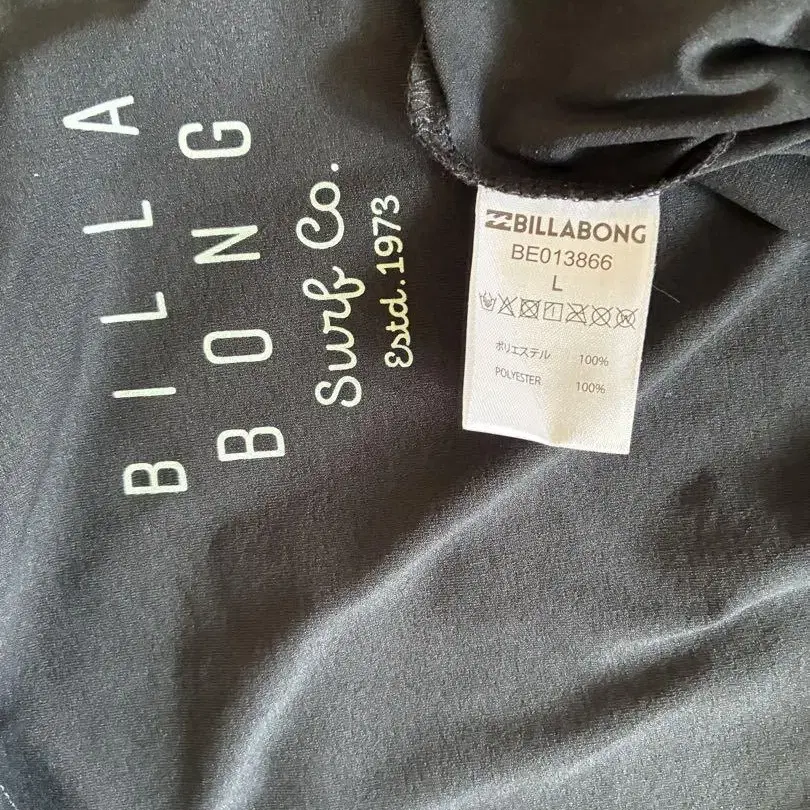 BILLA
BONG
Surf Co.
Estd. 1973
BILLABONG
BE013866
L
ポリエステル 100%
POLYESTER 100%